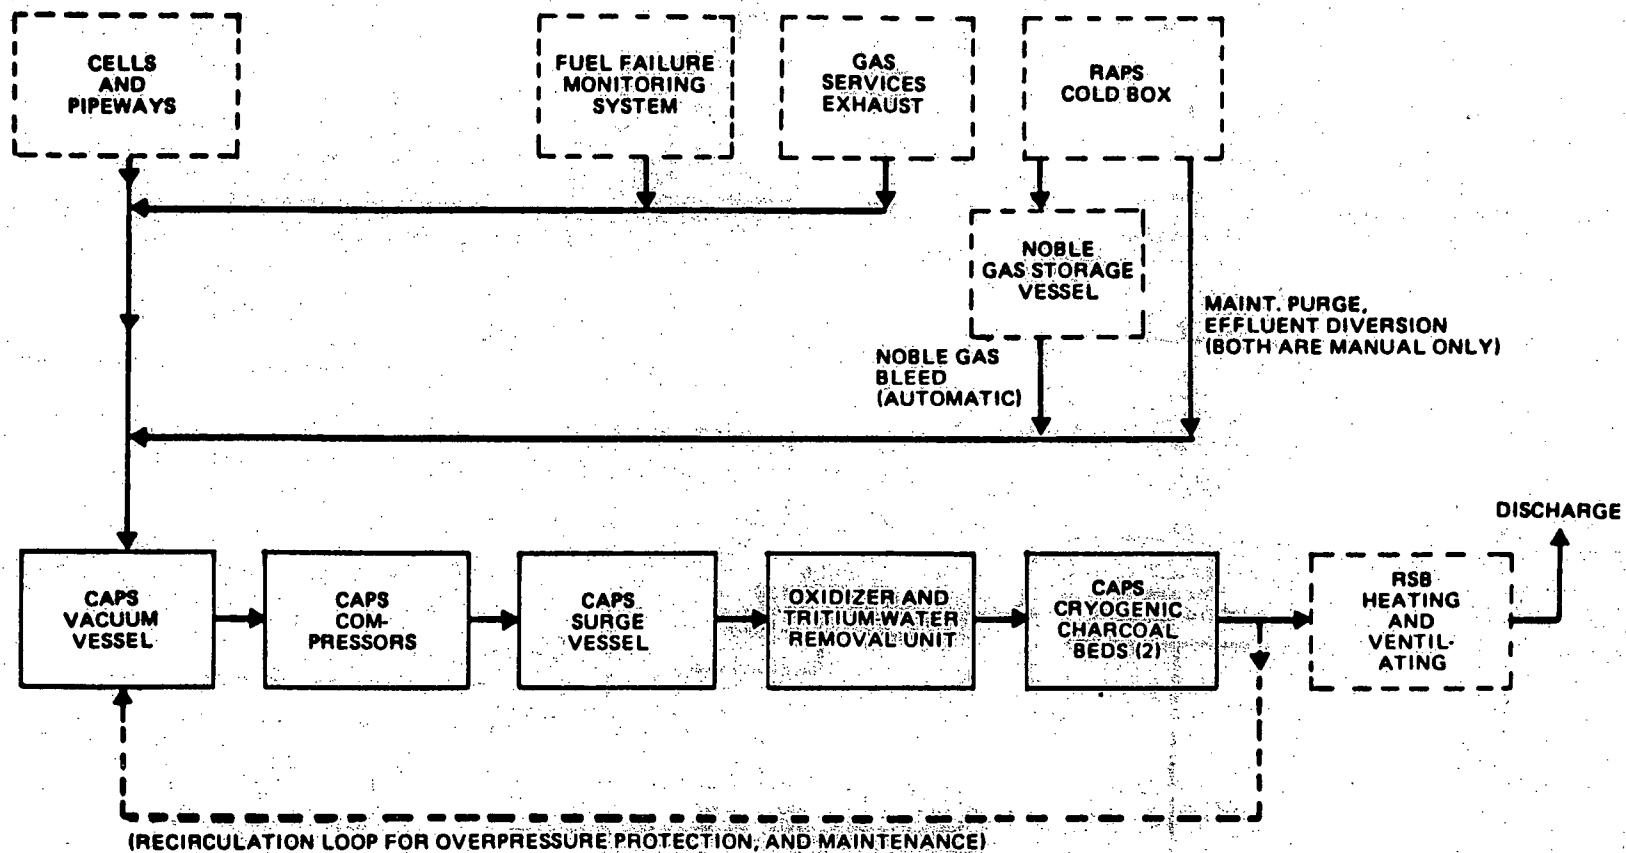 CELLS
AND
PIPEWAYS
FUEL FAILURE
MONITORING
SYSTEM
GAS
SERVICES
EXHAUST
RAPS
COLD BOX
NOBLE
GAS STORAGE
VESSEL
MAINT. PURGE,
EFFLUENT DIVERSION
(BOTH ARE MANUAL ONLY)
NOBLE GAS
BLEED
(AUTOMATIC)
DISCHARGE
CAPS
VACUUM
VESSEL
CAPS
COM-
PRESSORS
CAPS
SURGE
VESSEL
OXIDIZER AND
TRITIUM-WATER
REMOVAL UNIT
CAPS
CRYOGENIC
CHARCOAL
BEDS (2)
RSB
HEATING
AND
VENTIL-
ATING
(RECIRCULATION LOOP FOR OVERPRESSURE PROTECTION, AND MAINTENANCE)